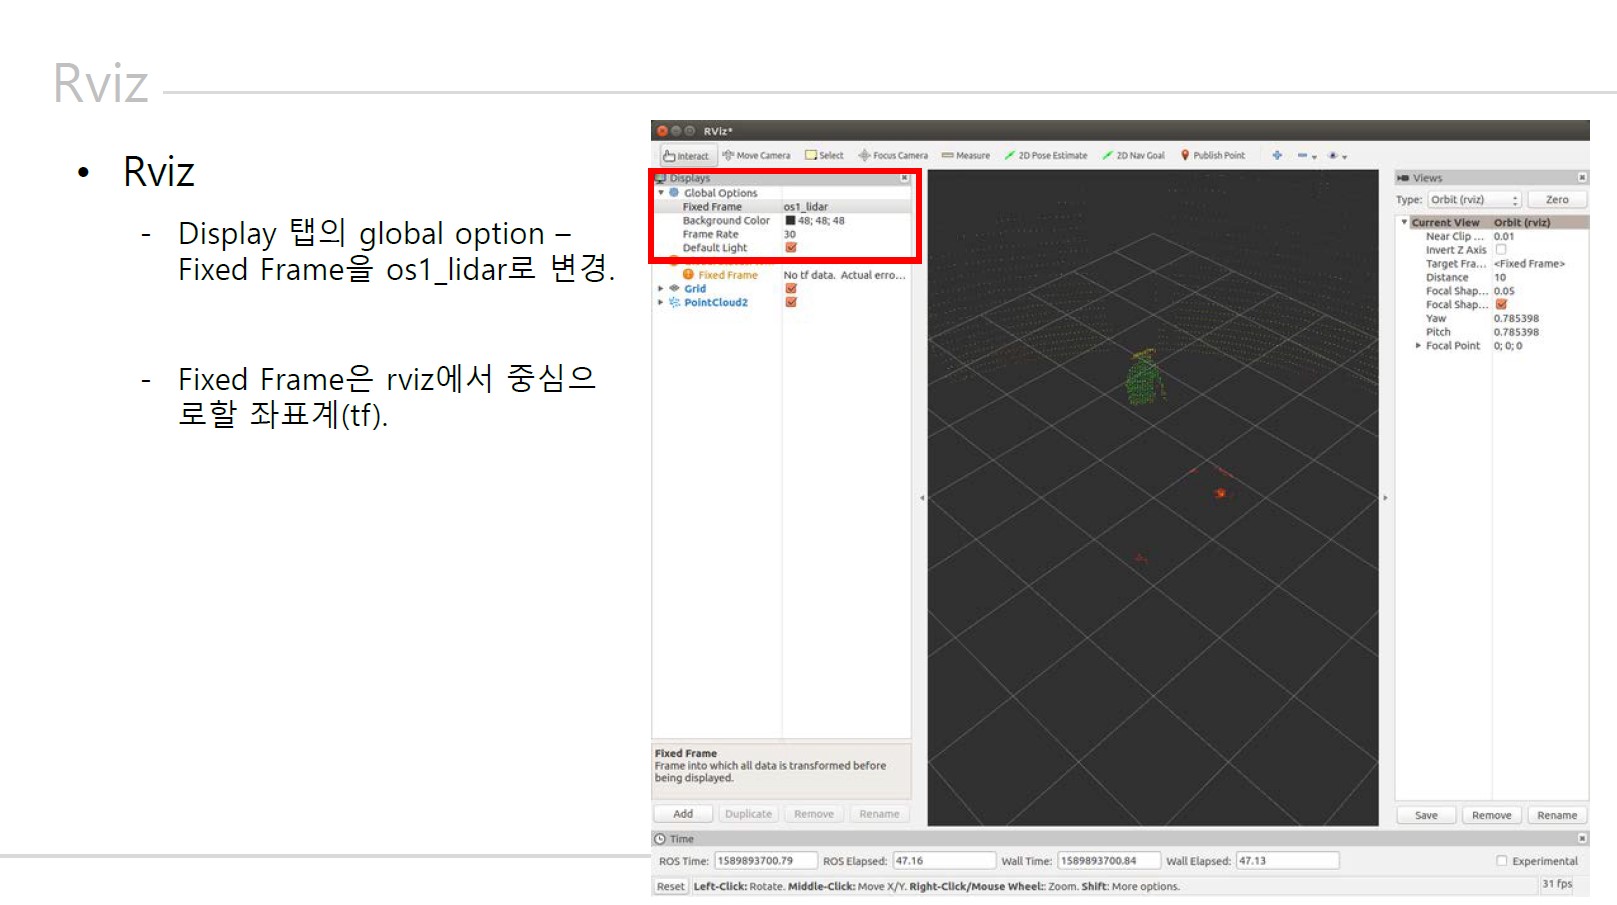 Rviz
• Rviz
- Display 탭의 global option –
Fixed Frame을 os1_lidar로 변경.
- Fixed Frame은 rviz에서 중심으
로할 좌표계(tf).
RViz*
Interact Move Camera Select Focus Camera Measure 2D Pose Estimate 2D Nav Goal Publish Point
Displays
Global Options
Fixed Frame os1_lidar
Background Color 48; 48; 48
Frame Rate 30
Default Light
Fixed Frame No tf data. Actual erro...
Grid
PointCloud2
Fixed Frame
Frame into which all data is transformed before
being displayed.
Add Duplicate Remove Rename
Views
Type: Orbit (rviz) Zero
Current View Orbit (rviz)
Near Clip ... 0.01
Invert Z Axis
Target Fra... <Fixed Frame>
Distance 10
Focal Shap... 0.05
Focal Shap...
Yaw 0.785398
Pitch 0.785398
Focal Point 0; 0; 0
Save Remove Rename
Time
ROS Time: 1589893700.79 ROS Elapsed: 47.16 Wall Time: 1589893700.84 Wall Elapsed: 47.13 Experimental
Reset Left-Click: Rotate. Middle-Click: Move X/Y. Right-Click/Mouse Wheel:: Zoom. Shift: More options. 31 fps